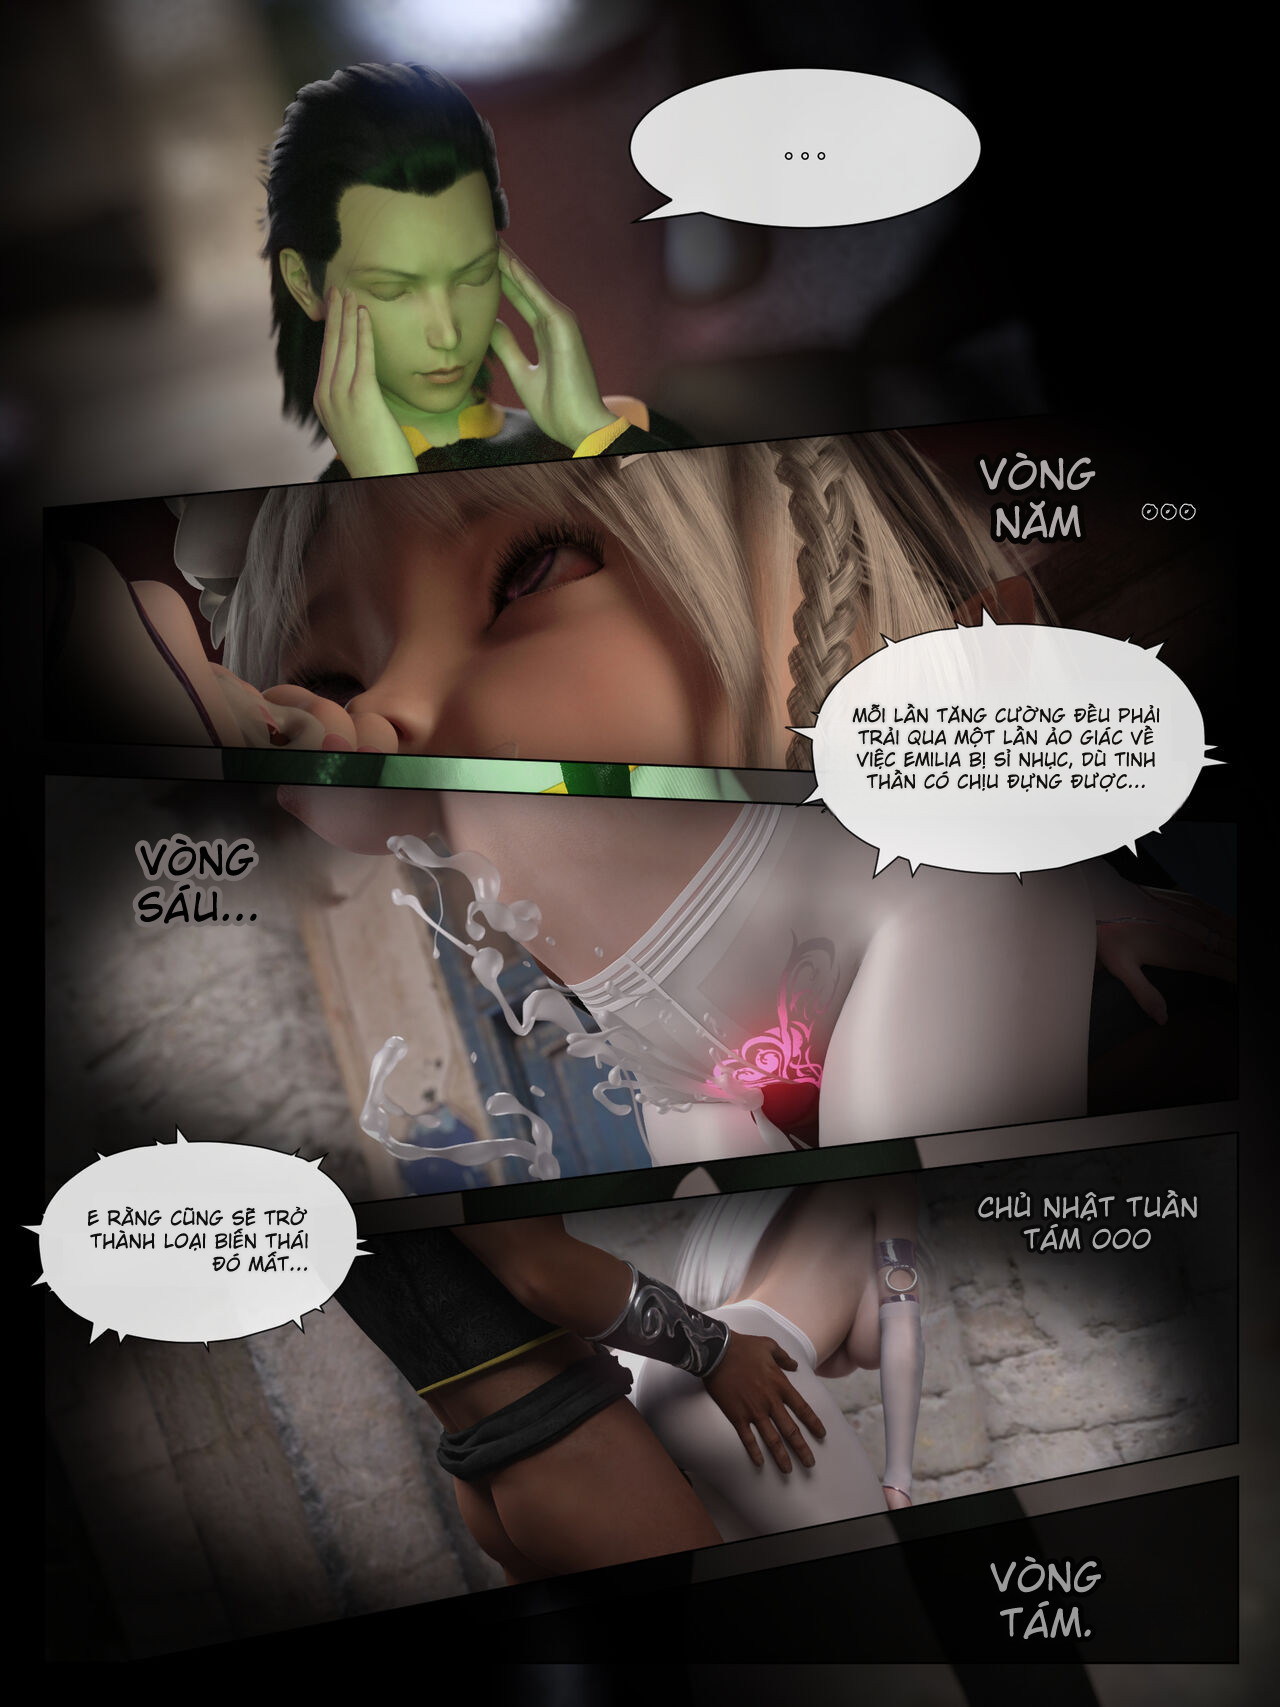 ...
VÒNG
NĂM
...
MỖI LẦN TĂNG CƯỜNG ĐỀU PHẢI
TRẢI QUA MỘT LẦN ẢO GIÁC VỀ
VIỆC EMILIA BỊ SỈ NHỤC, DÙ TINH
THẦN CÓ CHỊU ĐỰNG ĐƯỢC...
VÒNG
SÁU...
E RẰNG CŨNG SẼ TRỞ
THÀNH LOẠI BIẾN THÁI
ĐÓ MẤT...
CHỦ NHẬT TUẦN
TÁM OOO
VÒNG
TÁM.